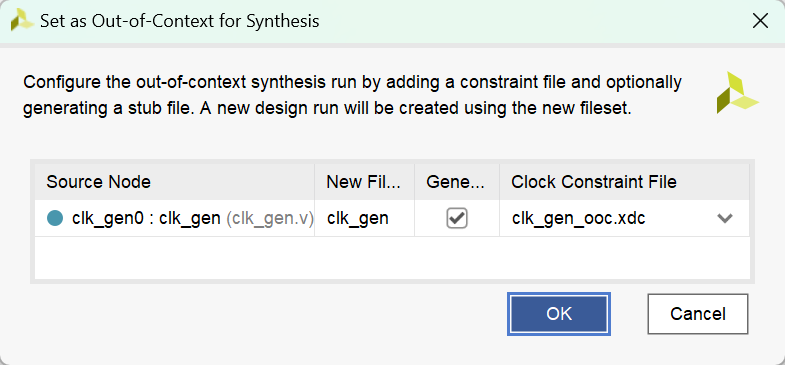 Set as Out-of-Context for Synthesis
Configure the out-of-context synthesis run by adding a constraint file and optionally
generating a stub file. A new design run will be created using the new fileset.
Source Node New Fil... Gene... Clock Constraint File
clk_gen0 : clk_gen (clk_gen.v) clk_gen clk_gen_ooc.xdc
OK Cancel